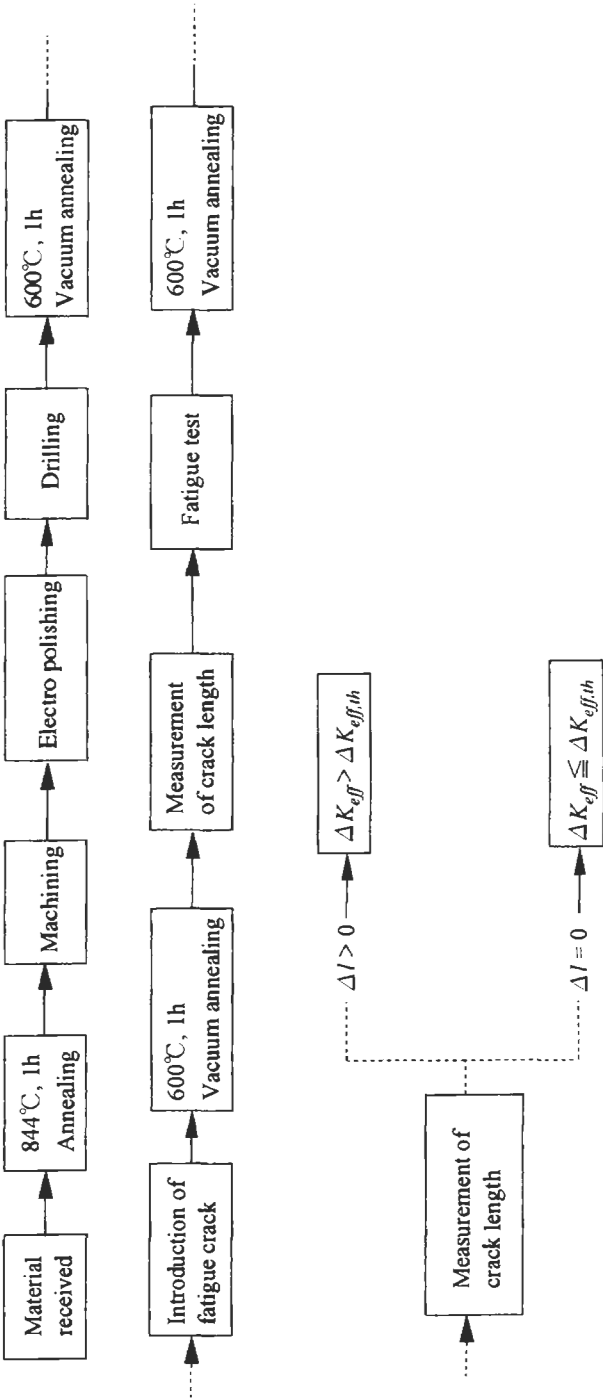 Material
received
844℃, 1h
Annealing
Machining
Electro polishing
Drilling
600℃, 1h
Vacuum annealing
Introduction of
fatigue crack
600℃, 1h
Vacuum annealing
Measurement
of crack length
Fatigue test
600℃, 1h
Vacuum annealing
Measurement of
crack length
Δl > 0
ΔK_eff > ΔK_eff,th
Δl = 0
ΔK_eff ≦ ΔK_eff,th